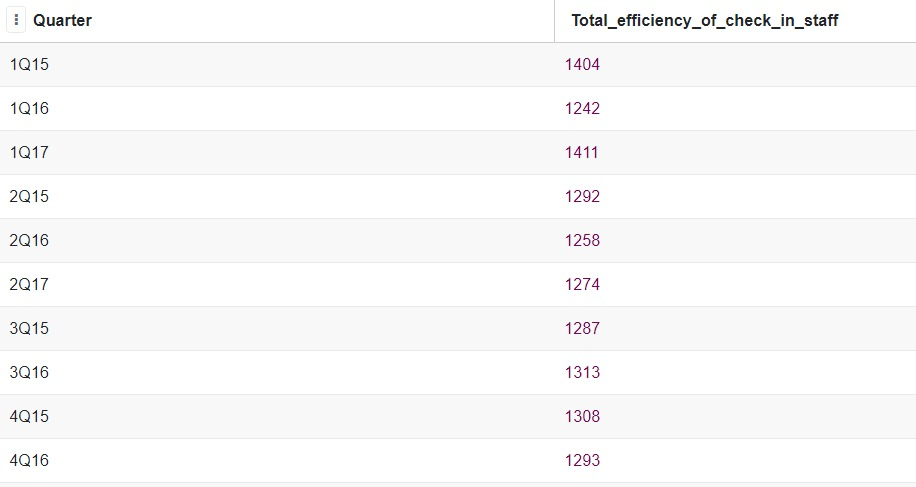 Quarter Total_efficiency_of_check_in_staff
1Q15 1404
1Q16 1242
1Q17 1411
2Q15 1292
2Q16 1258
2Q17 1274
3Q15 1287
3Q16 1313
4Q15 1308
4Q16 1293